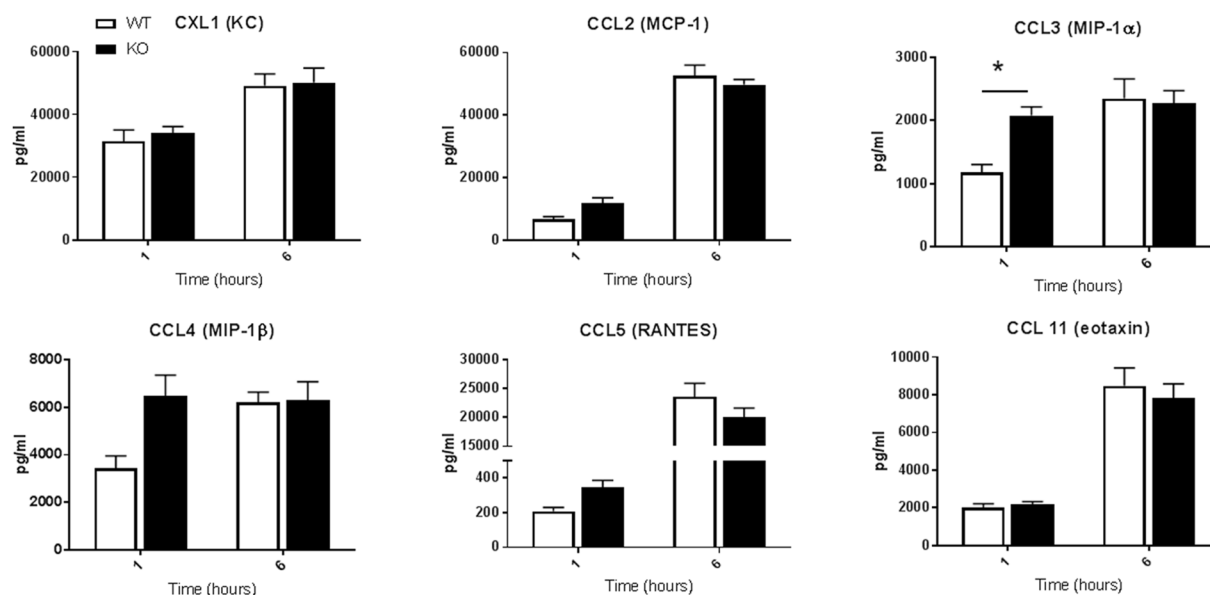 WT
KO
CXL1 (KC)
60000
40000
20000
0
pg/ml
1
6
Time (hours)
CCL2 (MCP-1)
60000
40000
20000
0
pg/ml
1
6
Time (hours)
CCL3 (MIP-1α)
3000
2000
1000
0
pg/ml
*
1
6
Time (hours)
CCL4 (MIP-1β)
8000
6000
4000
2000
0
pg/ml
1
6
Time (hours)
CCL5 (RANTES)
30000
25000
20000
15000
400
200
0
pg/ml
1
6
Time (hours)
CCL 11 (eotaxin)
10000
8000
6000
4000
2000
0
pg/ml
1
6
Time (hours)